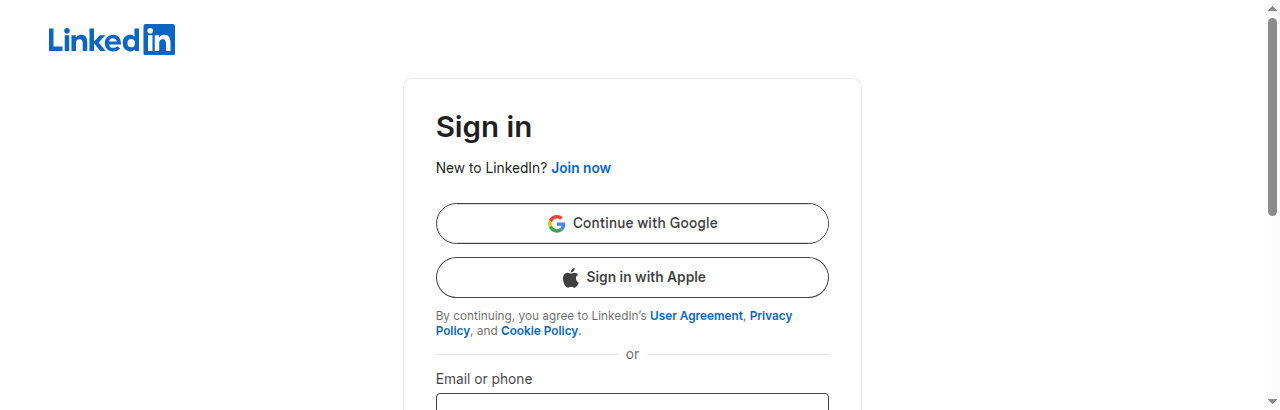 Linkedin
Sign in
New to LinkedIn? Join now
Continue with Google
Sign in with Apple
By continuing, you agree to LinkedIn's User Agreement, Privacy
Policy, and Cookie Policy.
or
Email or phone